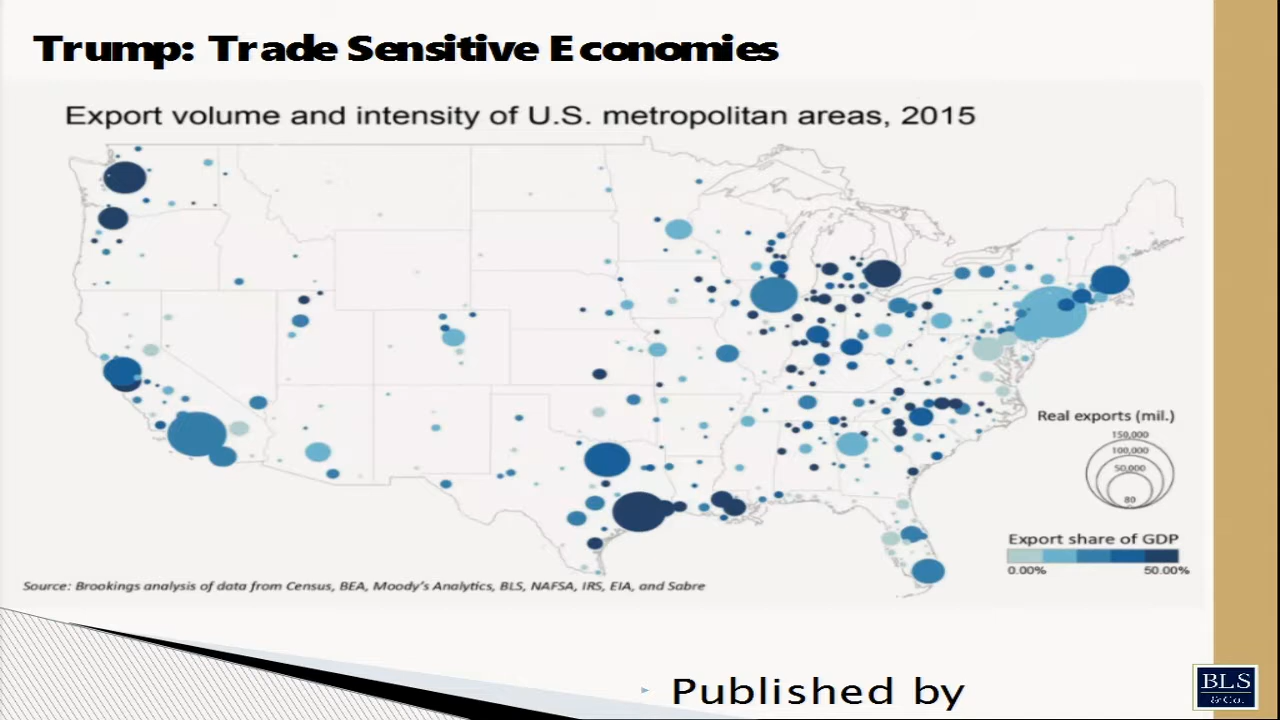 Trump: Trade Sensitive Economies
Export volume and intensity of U.S. metropolitan areas, 2015
Real exports (mil.)
150,000
100,000
50,000
80
Export share of GDP
0.00%
50.00%
Source: Brookings analysis of data from Census, BEA, Moody's Analytics, BLS, NAFSA, IRS, EIA, and Sabre
Published by
BLS
& Co.